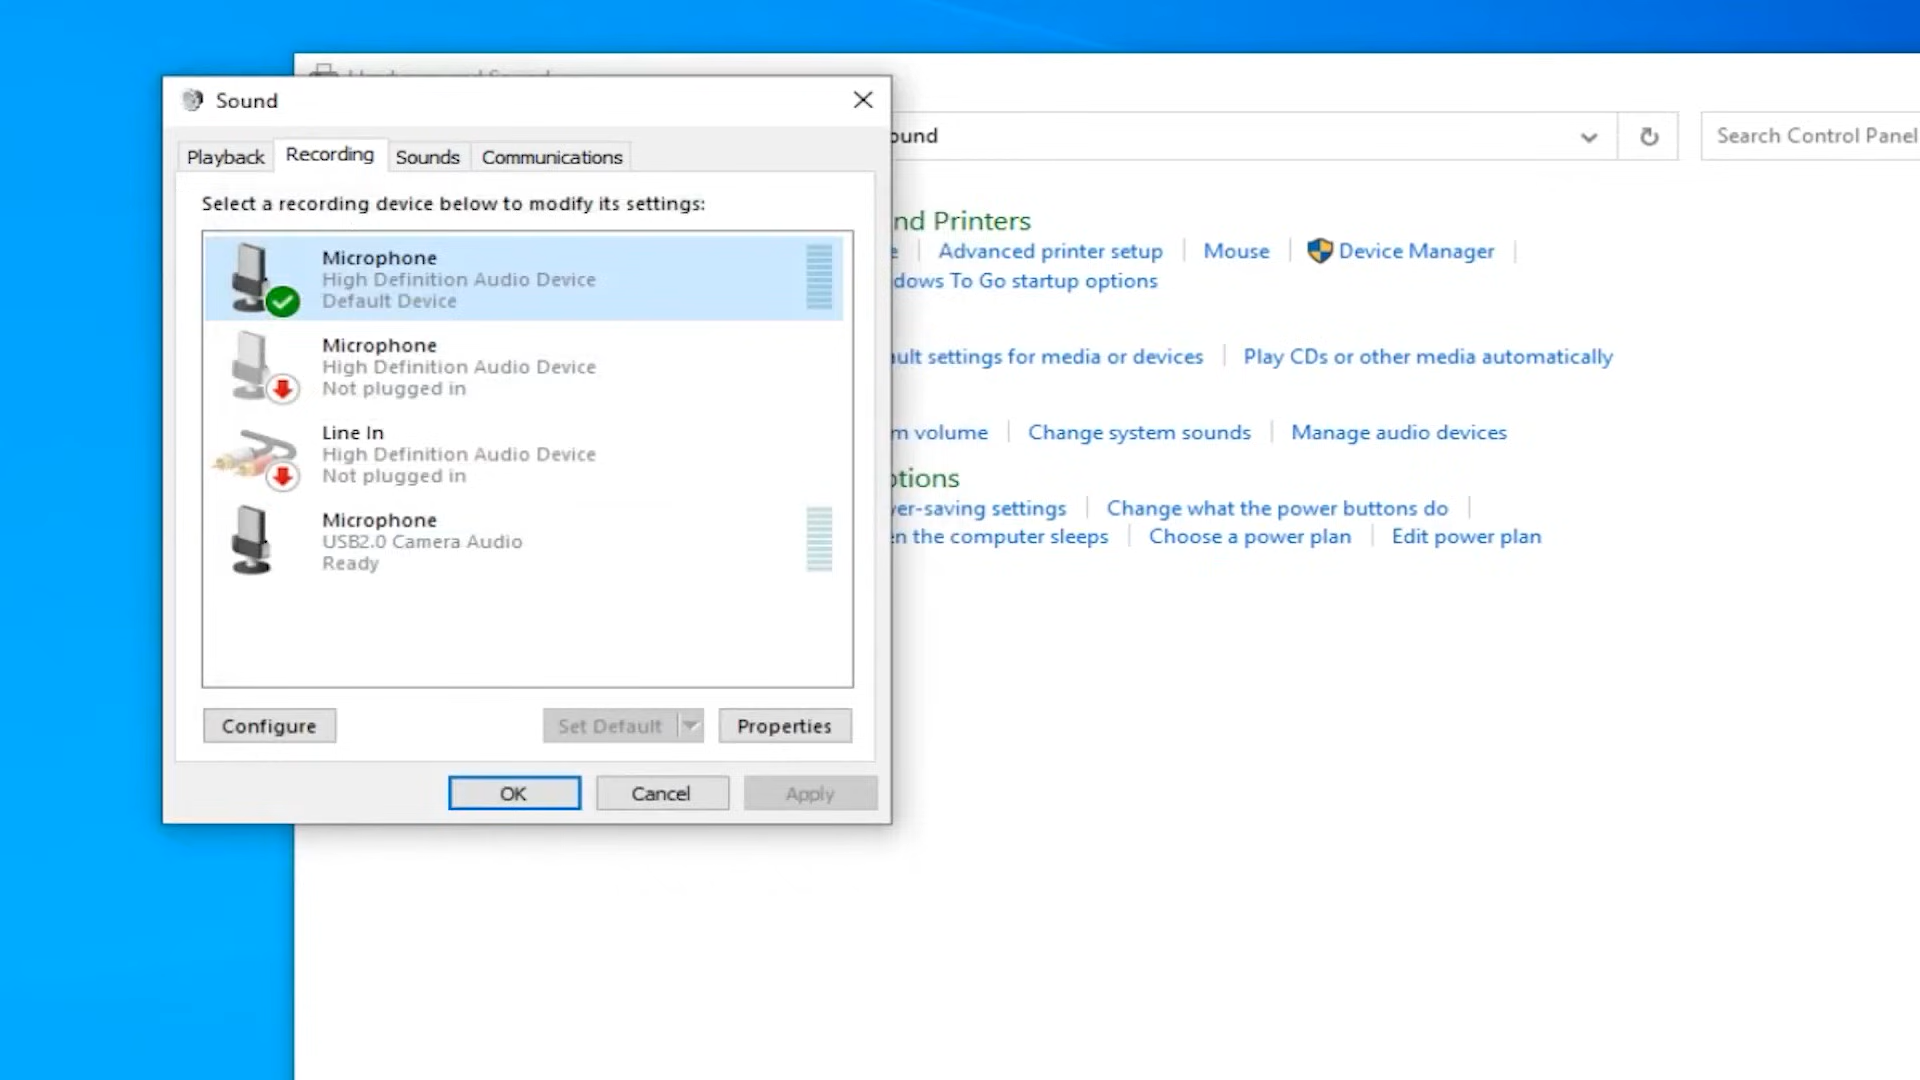 Sound
Playback Recording Sounds Communications
Select a recording device below to modify its settings:
Microphone
High Definition Audio Device
Default Device
Microphone
High Definition Audio Device
Not plugged in
Line In
High Definition Audio Device
Not plugged in
Microphone
USB2.0 Camera Audio
Ready
Configure Set Default Properties
OK Cancel Apply
ound
Search Control Panel
nd Printers
e Advanced printer setup Mouse Device Manager
dows To Go startup options
ult settings for media or devices Play CDs or other media automatically
m volume Change system sounds Manage audio devices
ptions
er-saving settings Change what the power buttons do
n the computer sleeps Choose a power plan Edit power plan